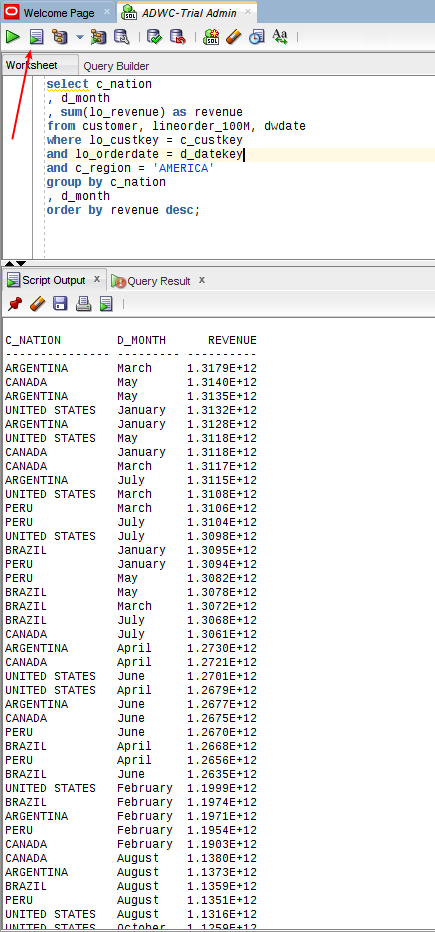 Welcome Page × ADWC-Trial Admin ×
Worksheet Query Builder
select c_nation
, d_month
, sum(lo_revenue) as revenue
from customer, lineorder_100M, dwdate
where lo_custkey = c_custkey
and lo_orderdate = d_datekey
and c_region = 'AMERICA'
group by c_nation
, d_month
order by revenue desc;
Script Output x Query Result x
C_NATION D_MONTH REVENUE
--------------- --------- ----------
ARGENTINA March 1.3179E+12
CANADA May 1.3140E+12
ARGENTINA May 1.3135E+12
UNITED STATES January 1.3132E+12
ARGENTINA January 1.3128E+12
UNITED STATES May 1.3118E+12
CANADA January 1.3118E+12
CANADA March 1.3117E+12
ARGENTINA July 1.3115E+12
UNITED STATES March 1.3108E+12
PERU March 1.3106E+12
PERU July 1.3104E+12
UNITED STATES July 1.3098E+12
BRAZIL January 1.3095E+12
PERU January 1.3094E+12
PERU May 1.3082E+12
BRAZIL May 1.3078E+12
BRAZIL March 1.3072E+12
BRAZIL July 1.3068E+12
CANADA July 1.3061E+12
ARGENTINA April 1.2730E+12
CANADA April 1.2721E+12
UNITED STATES June 1.2701E+12
UNITED STATES April 1.2679E+12
ARGENTINA June 1.2677E+12
CANADA June 1.2675E+12
PERU June 1.2670E+12
BRAZIL April 1.2668E+12
PERU April 1.2656E+12
BRAZIL June 1.2635E+12
UNITED STATES February 1.1999E+12
BRAZIL February 1.1974E+12
ARGENTINA February 1.1971E+12
PERU February 1.1954E+12
CANADA February 1.1903E+12
CANADA August 1.1380E+12
ARGENTINA August 1.1373E+12
BRAZIL August 1.1359E+12
PERU August 1.1351E+12
UNITED STATES August 1.1316E+12
UNITED STATES October 1.1259E+12